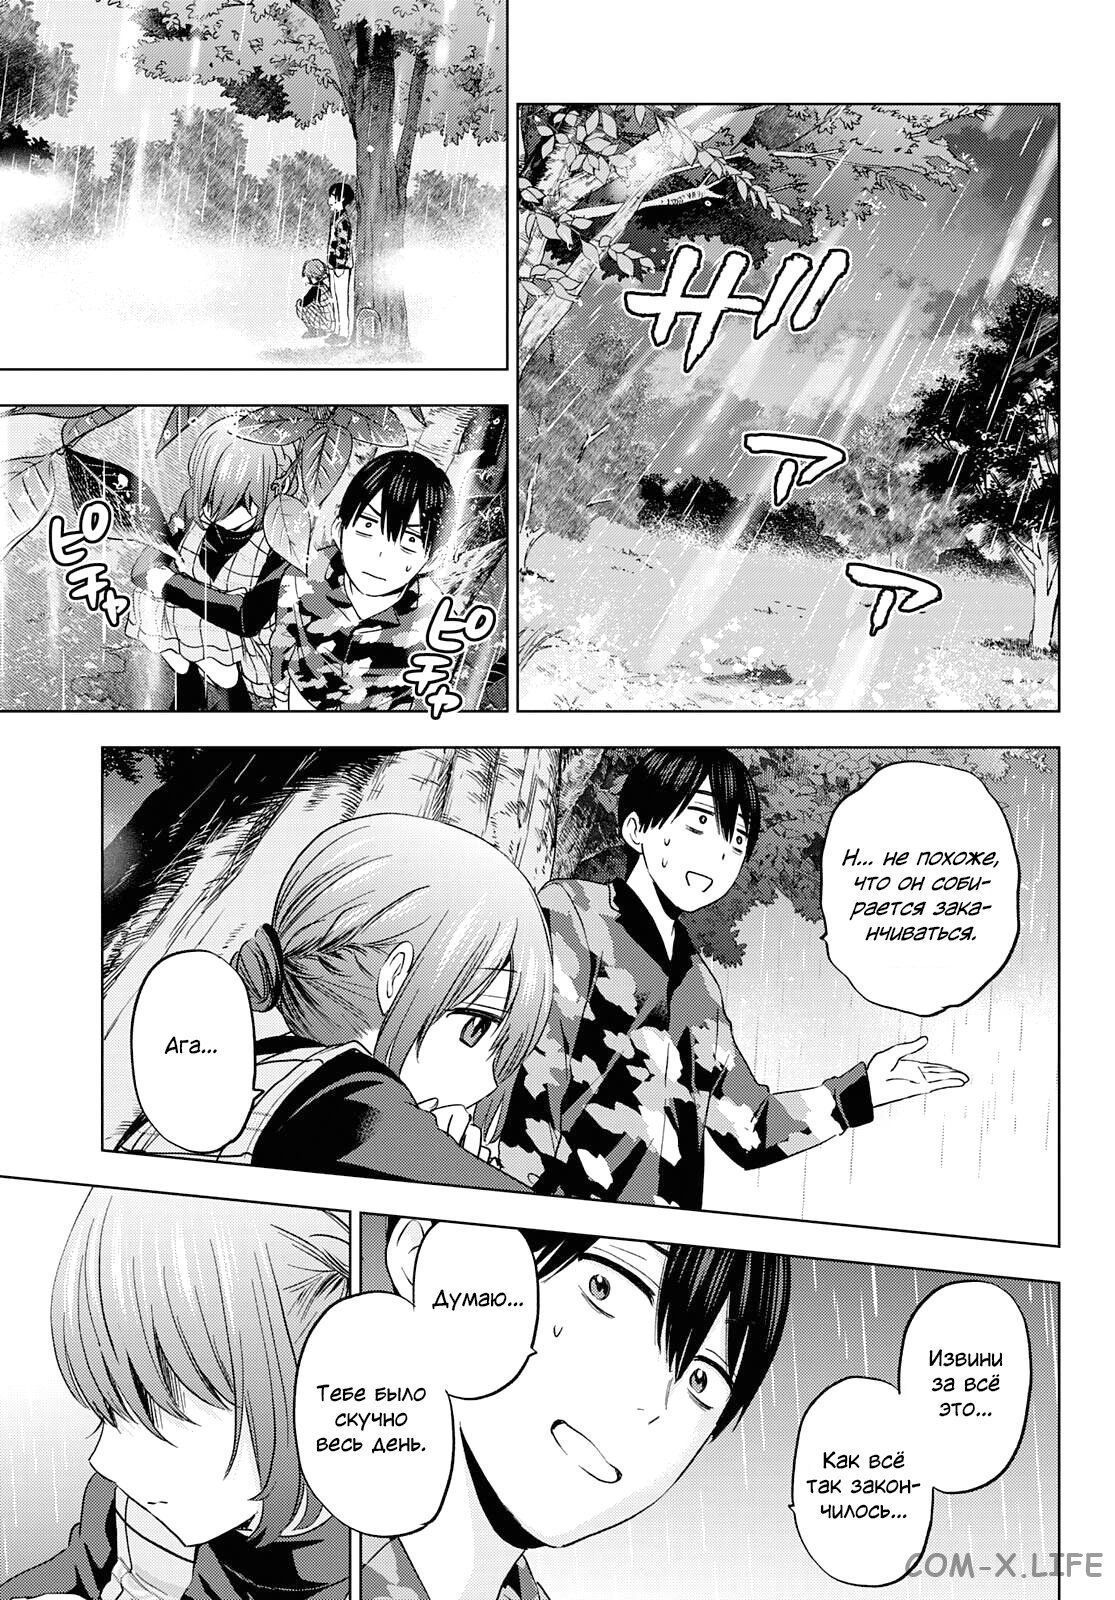 ザ
ア
ア
ピチャ
ピチャ
Н... не похоже,
что он соби-
рается зака-
нчиваться.
Ага...
Извини
за всё
это...
Как всё
так закон-
чилось...
Думаю...
Тебе было
скучно
весь день.
COM-X.LIFE